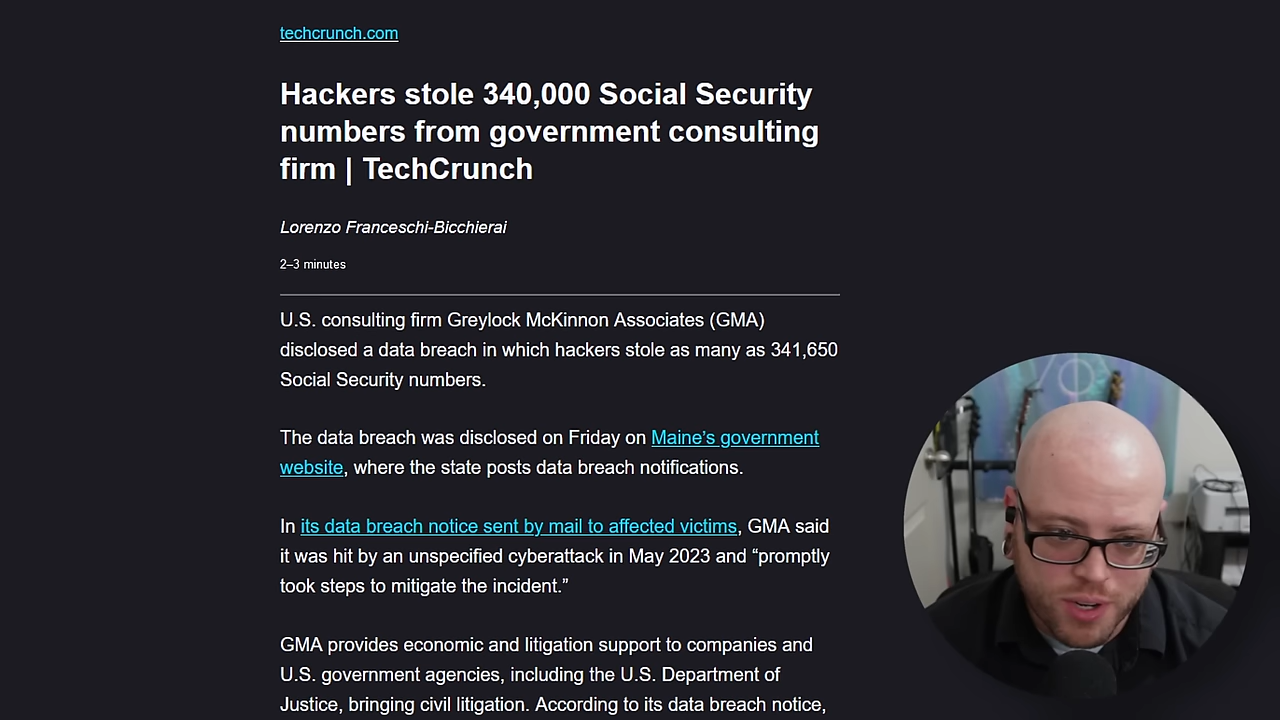 techcrunch.com
Hackers stole 340,000 Social Security
numbers from government consulting
firm | TechCrunch
Lorenzo Franceschi-Bicchierai
2–3 minutes
U.S. consulting firm Greylock McKinnon Associates (GMA)
disclosed a data breach in which hackers stole as many as 341,650
Social Security numbers.
The data breach was disclosed on Friday on Maine’s government
website, where the state posts data breach notifications.
In its data breach notice sent by mail to affected victims, GMA said
it was hit by an unspecified cyberattack in May 2023 and “promptly
took steps to mitigate the incident.”
GMA provides economic and litigation support to companies and
U.S. government agencies, including the U.S. Department of
Justice, bringing civil litigation. According to its data breach notice,